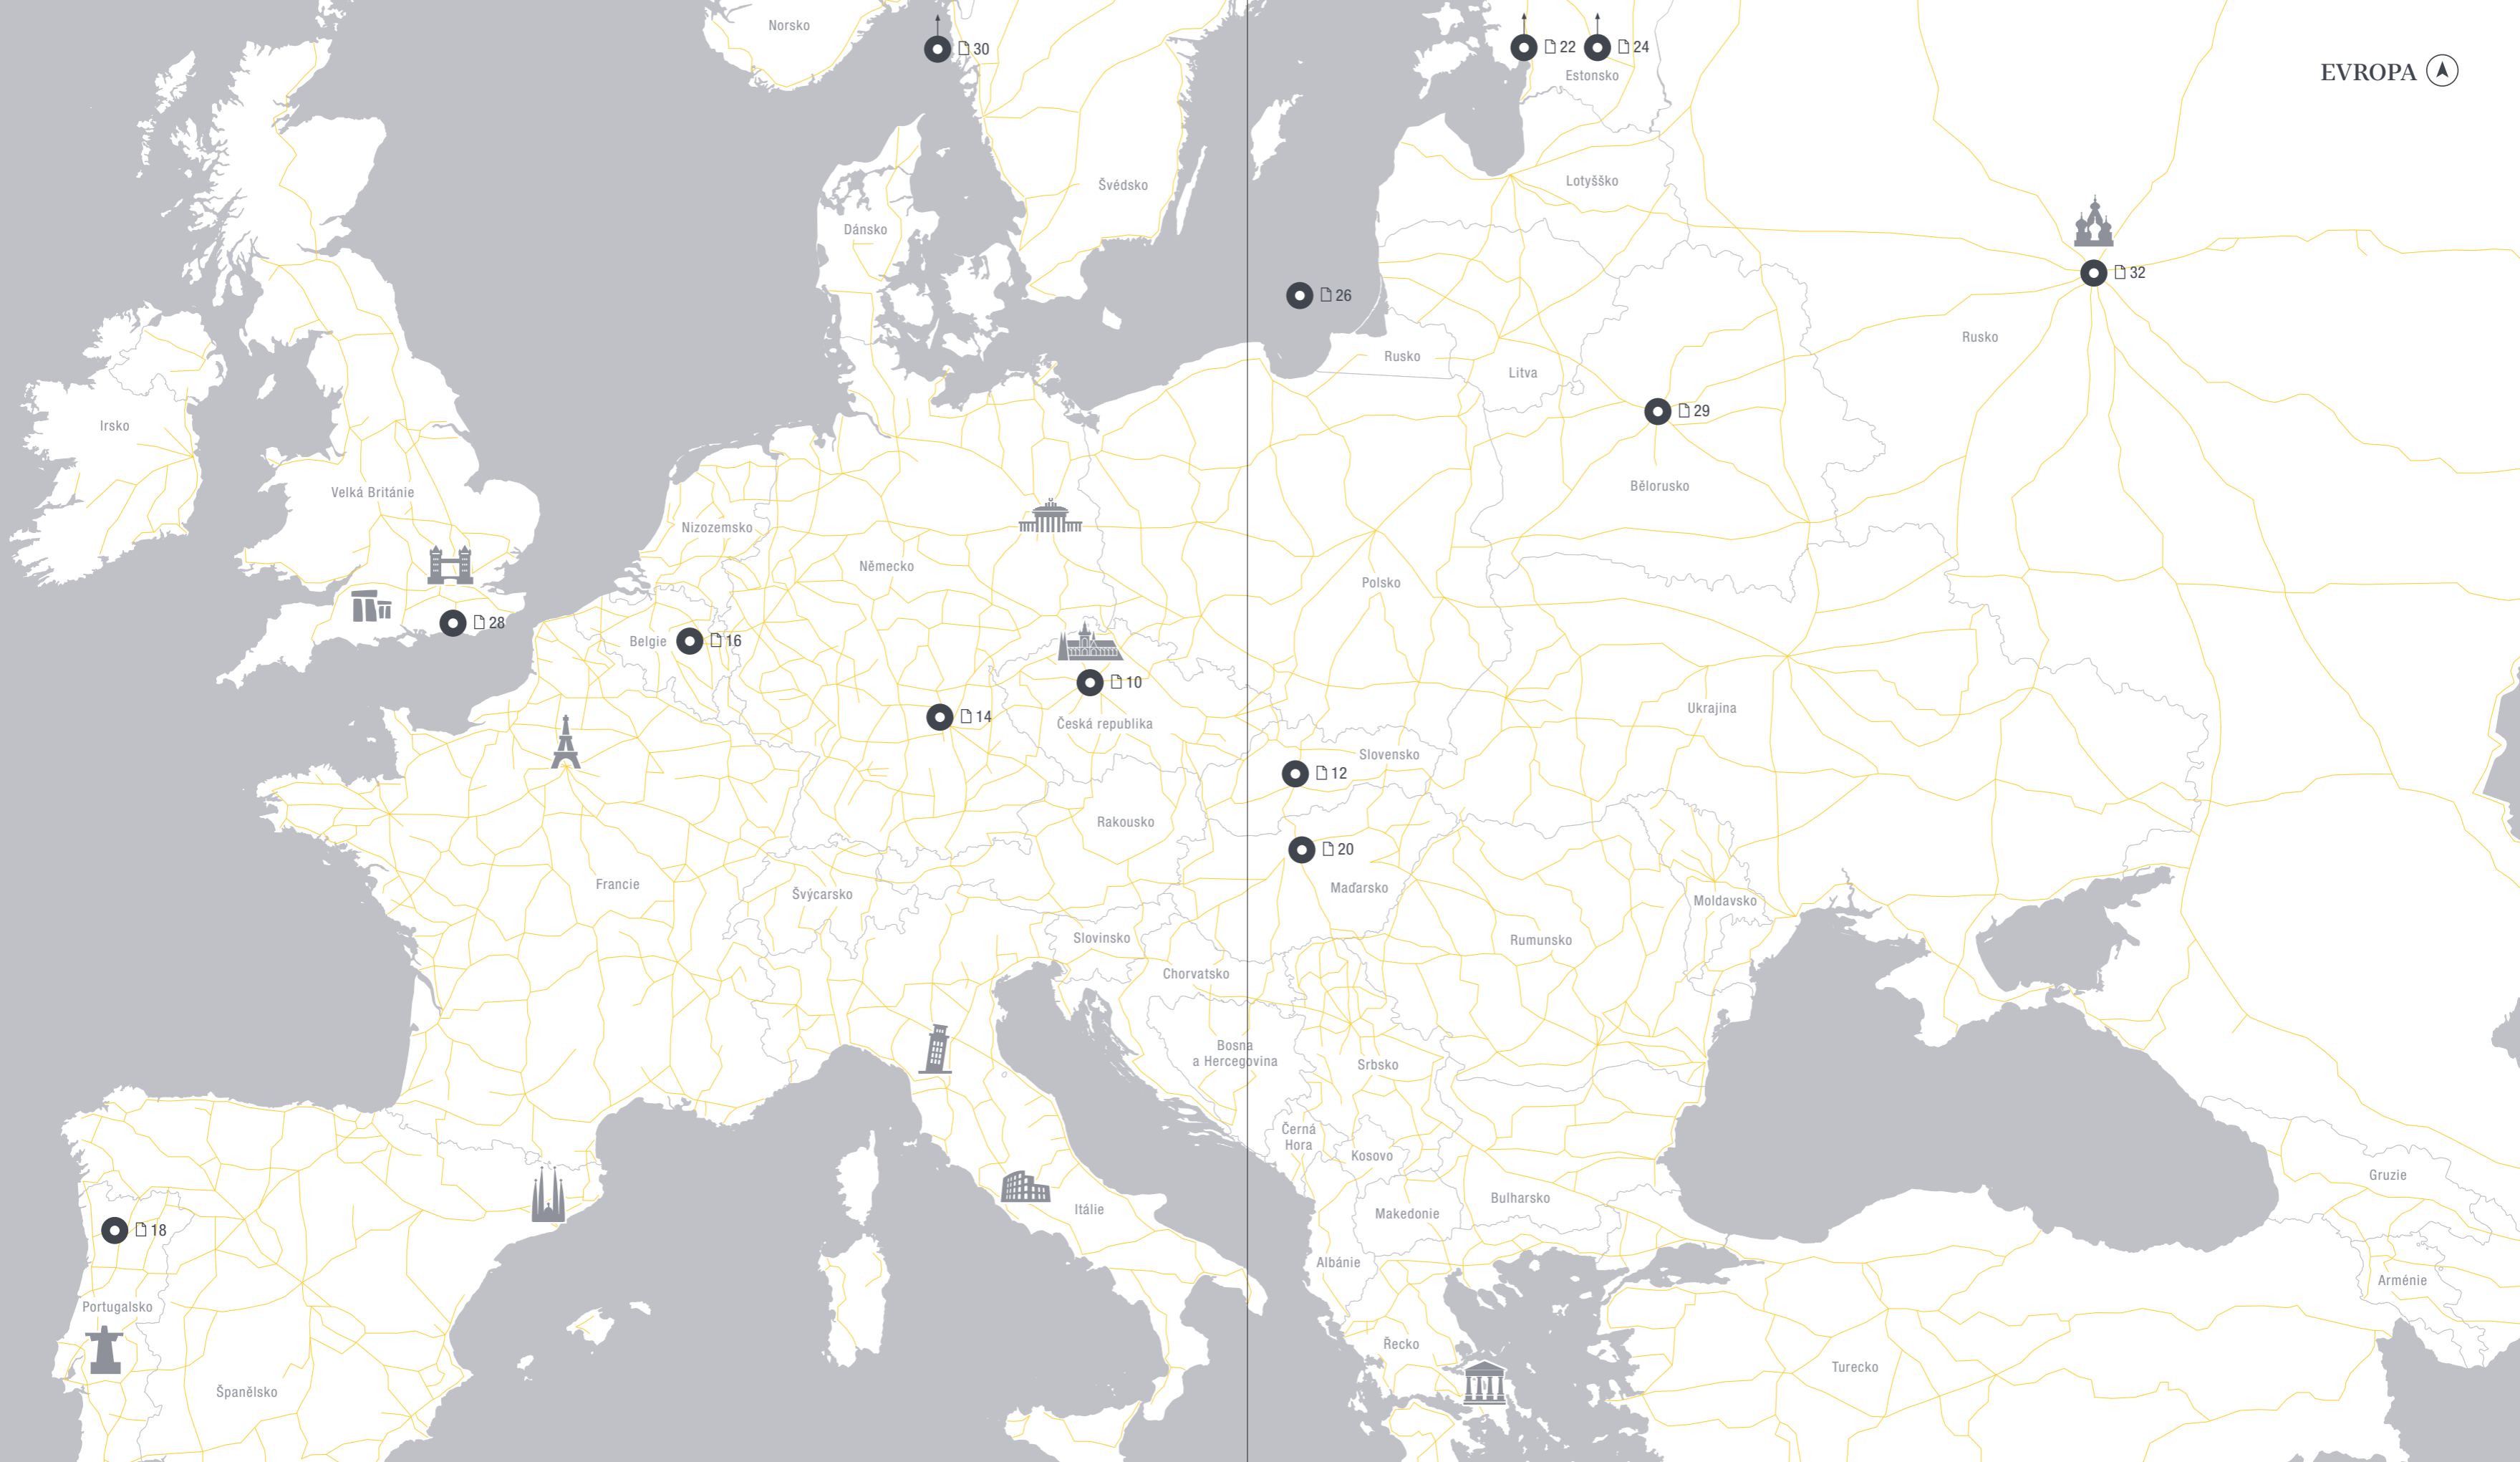 Norsko
30
22
24
Estonsko
EVROPA
Švédsko
Lotyšško
Dánsko
32
26
Rusko
Rusko
Litva
29
Irsko
Velká Británie
Bělorusko
Nizozemsko
Německo
Polsko
28
Belgie
16
10
14
Česká republika
Ukrajina
Slovensko
12
Rakousko
20
Francie
Švýcarsko
Maďarsko
Moldavsko
Slovinsko
Rumunsko
Chorvatsko
Bosna
a Hercegovina
Srbsko
Černá
Hora
Kosovo
Gruzie
Bulharsko
Itálie
Makedonie
18
Albánie
Arménie
Portugalsko
Řecko
Turecko
Španělsko